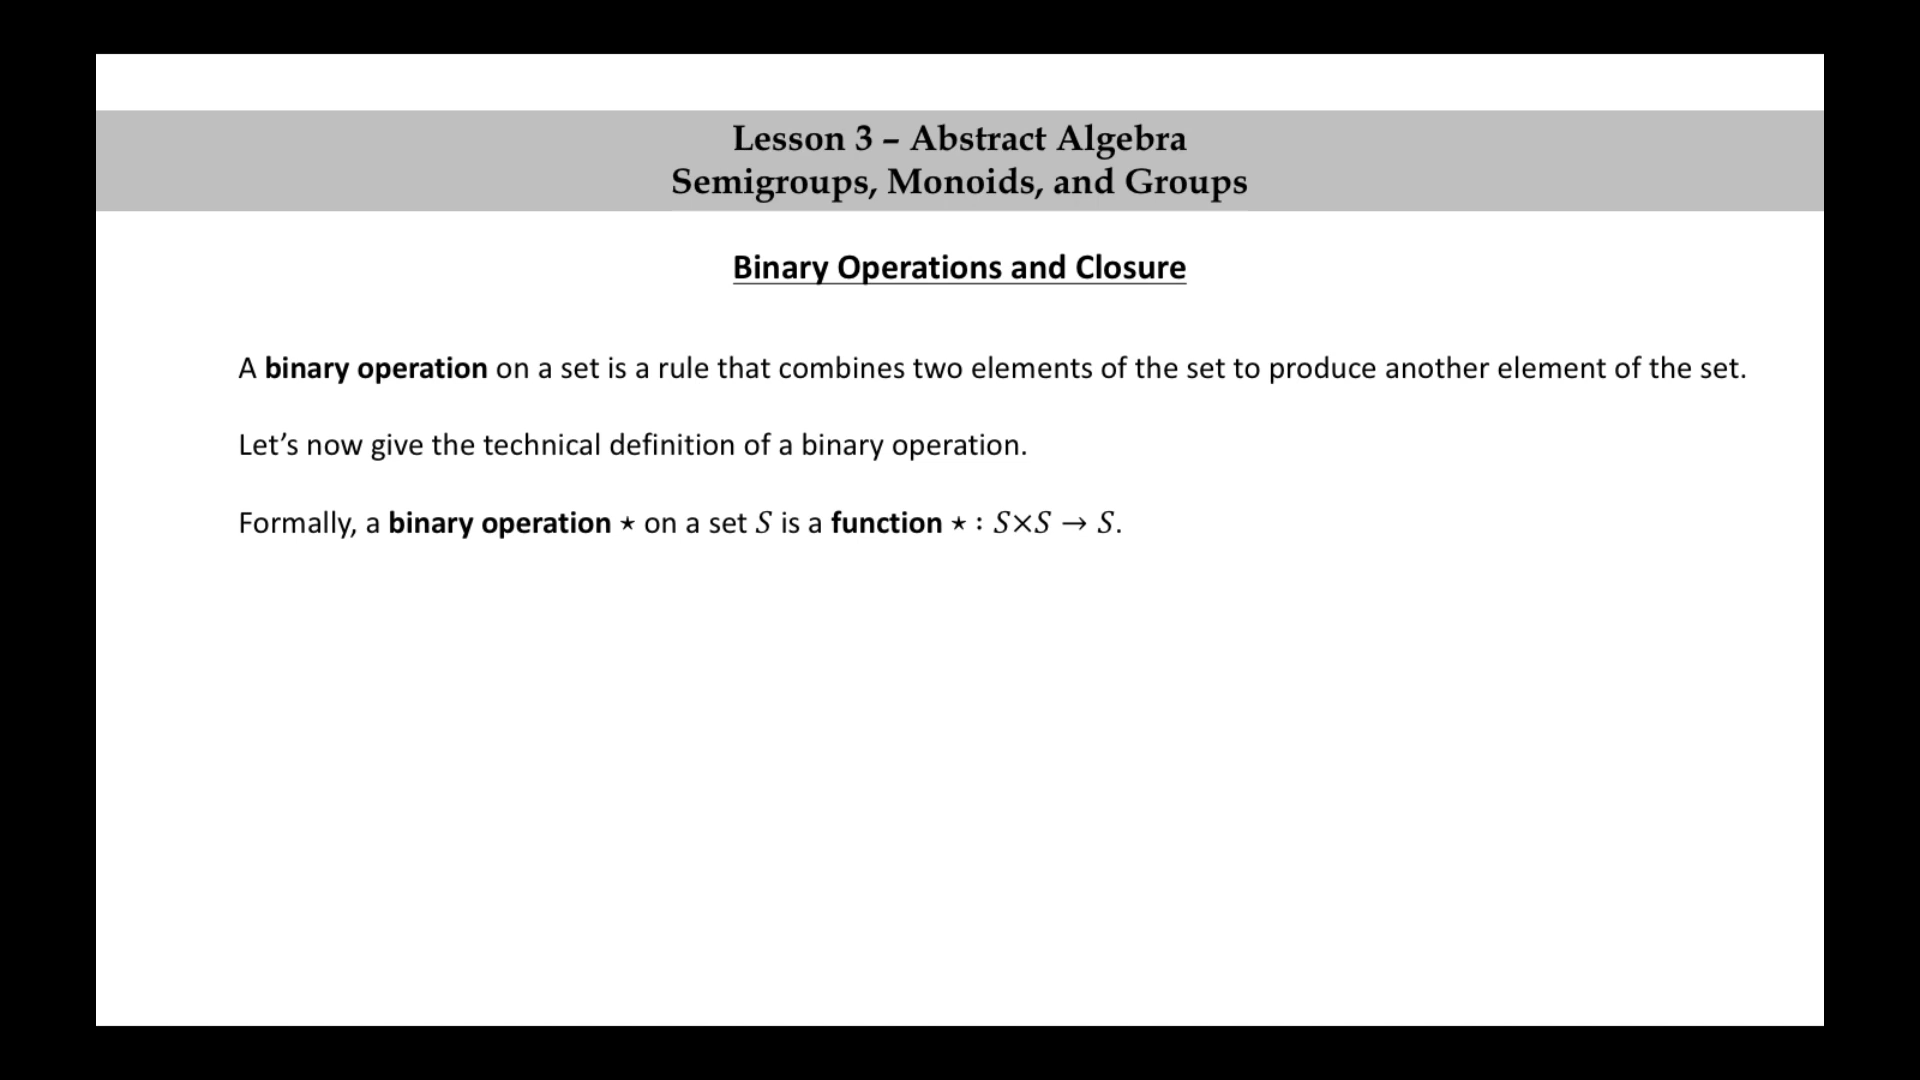 Lesson 3 – Abstract Algebra
Semigroups, Monoids, and Groups
Binary Operations and Closure
A binary operation on a set is a rule that combines two elements of the set to produce another element of the set.
Let’s now give the technical definition of a binary operation.
Formally, a binary operation ⋆ on a set 𝑆 is a function ⋆ : 𝑆×𝑆 → 𝑆.